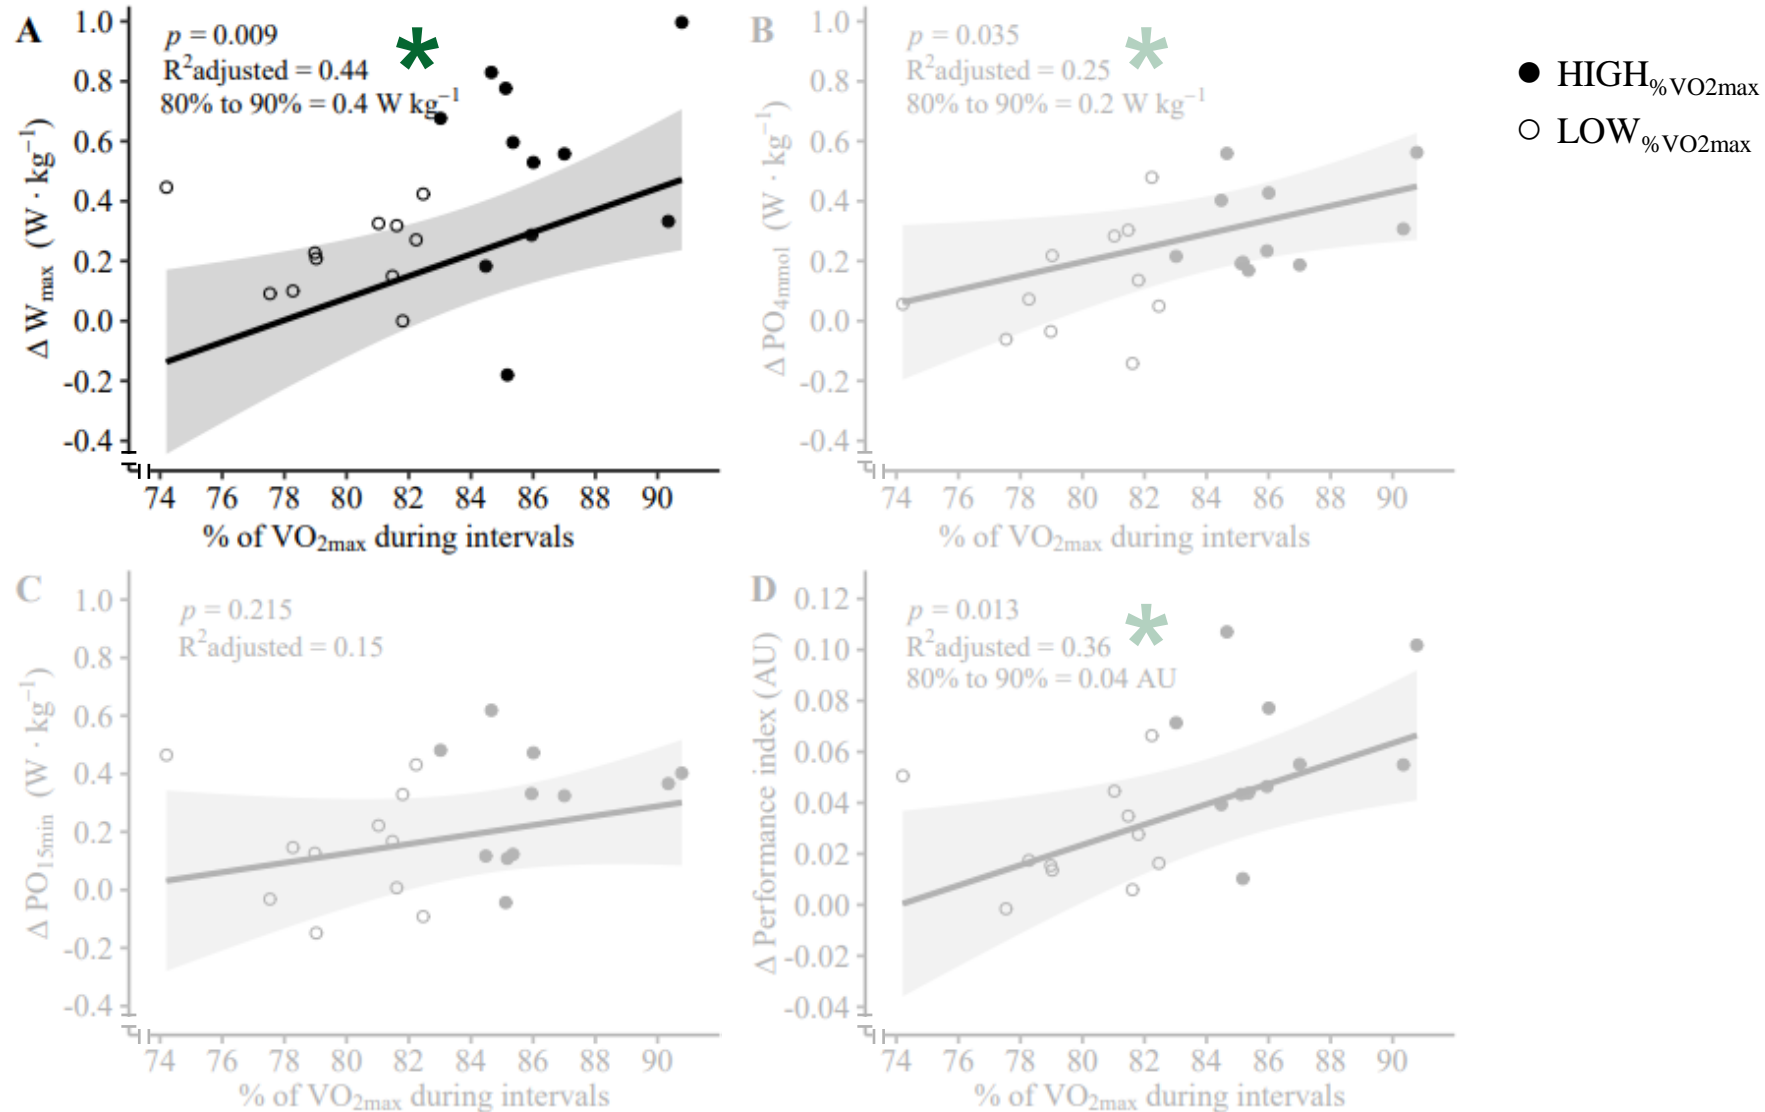 A
p = 0.009
R²adjusted = 0.44
80% to 90% = 0.4 W kg⁻¹
*
Δ Wmax (W · kg⁻¹)
1.0
0.8
0.6
0.4
0.2
0.0
-0.2
-0.4
74 76 78 80 82 84 86 88 90
% of VO2max during intervals
B
p = 0.035
R²adjusted = 0.25
80% to 90% = 0.2 W kg⁻¹
*
Δ PO4mmol (W · kg⁻¹)
1.0
0.8
0.6
0.4
0.2
0.0
-0.2
-0.4
74 76 78 80 82 84 86 88 90
% of VO2max during intervals
HIGH%VO2max
LOW%VO2max
C
p = 0.215
R²adjusted = 0.15
Δ PO15min (W · kg⁻¹)
1.0
0.8
0.6
0.4
0.2
0.0
-0.2
-0.4
74 76 78 80 82 84 86 88 90
% of VO2max during intervals
D
p = 0.013
R²adjusted = 0.36
80% to 90% = 0.04 AU
*
Δ Performance index (AU)
0.12
0.10
0.08
0.06
0.04
0.02
0.00
-0.02
-0.04
74 76 78 80 82 84 86 88 90
% of VO2max during intervals